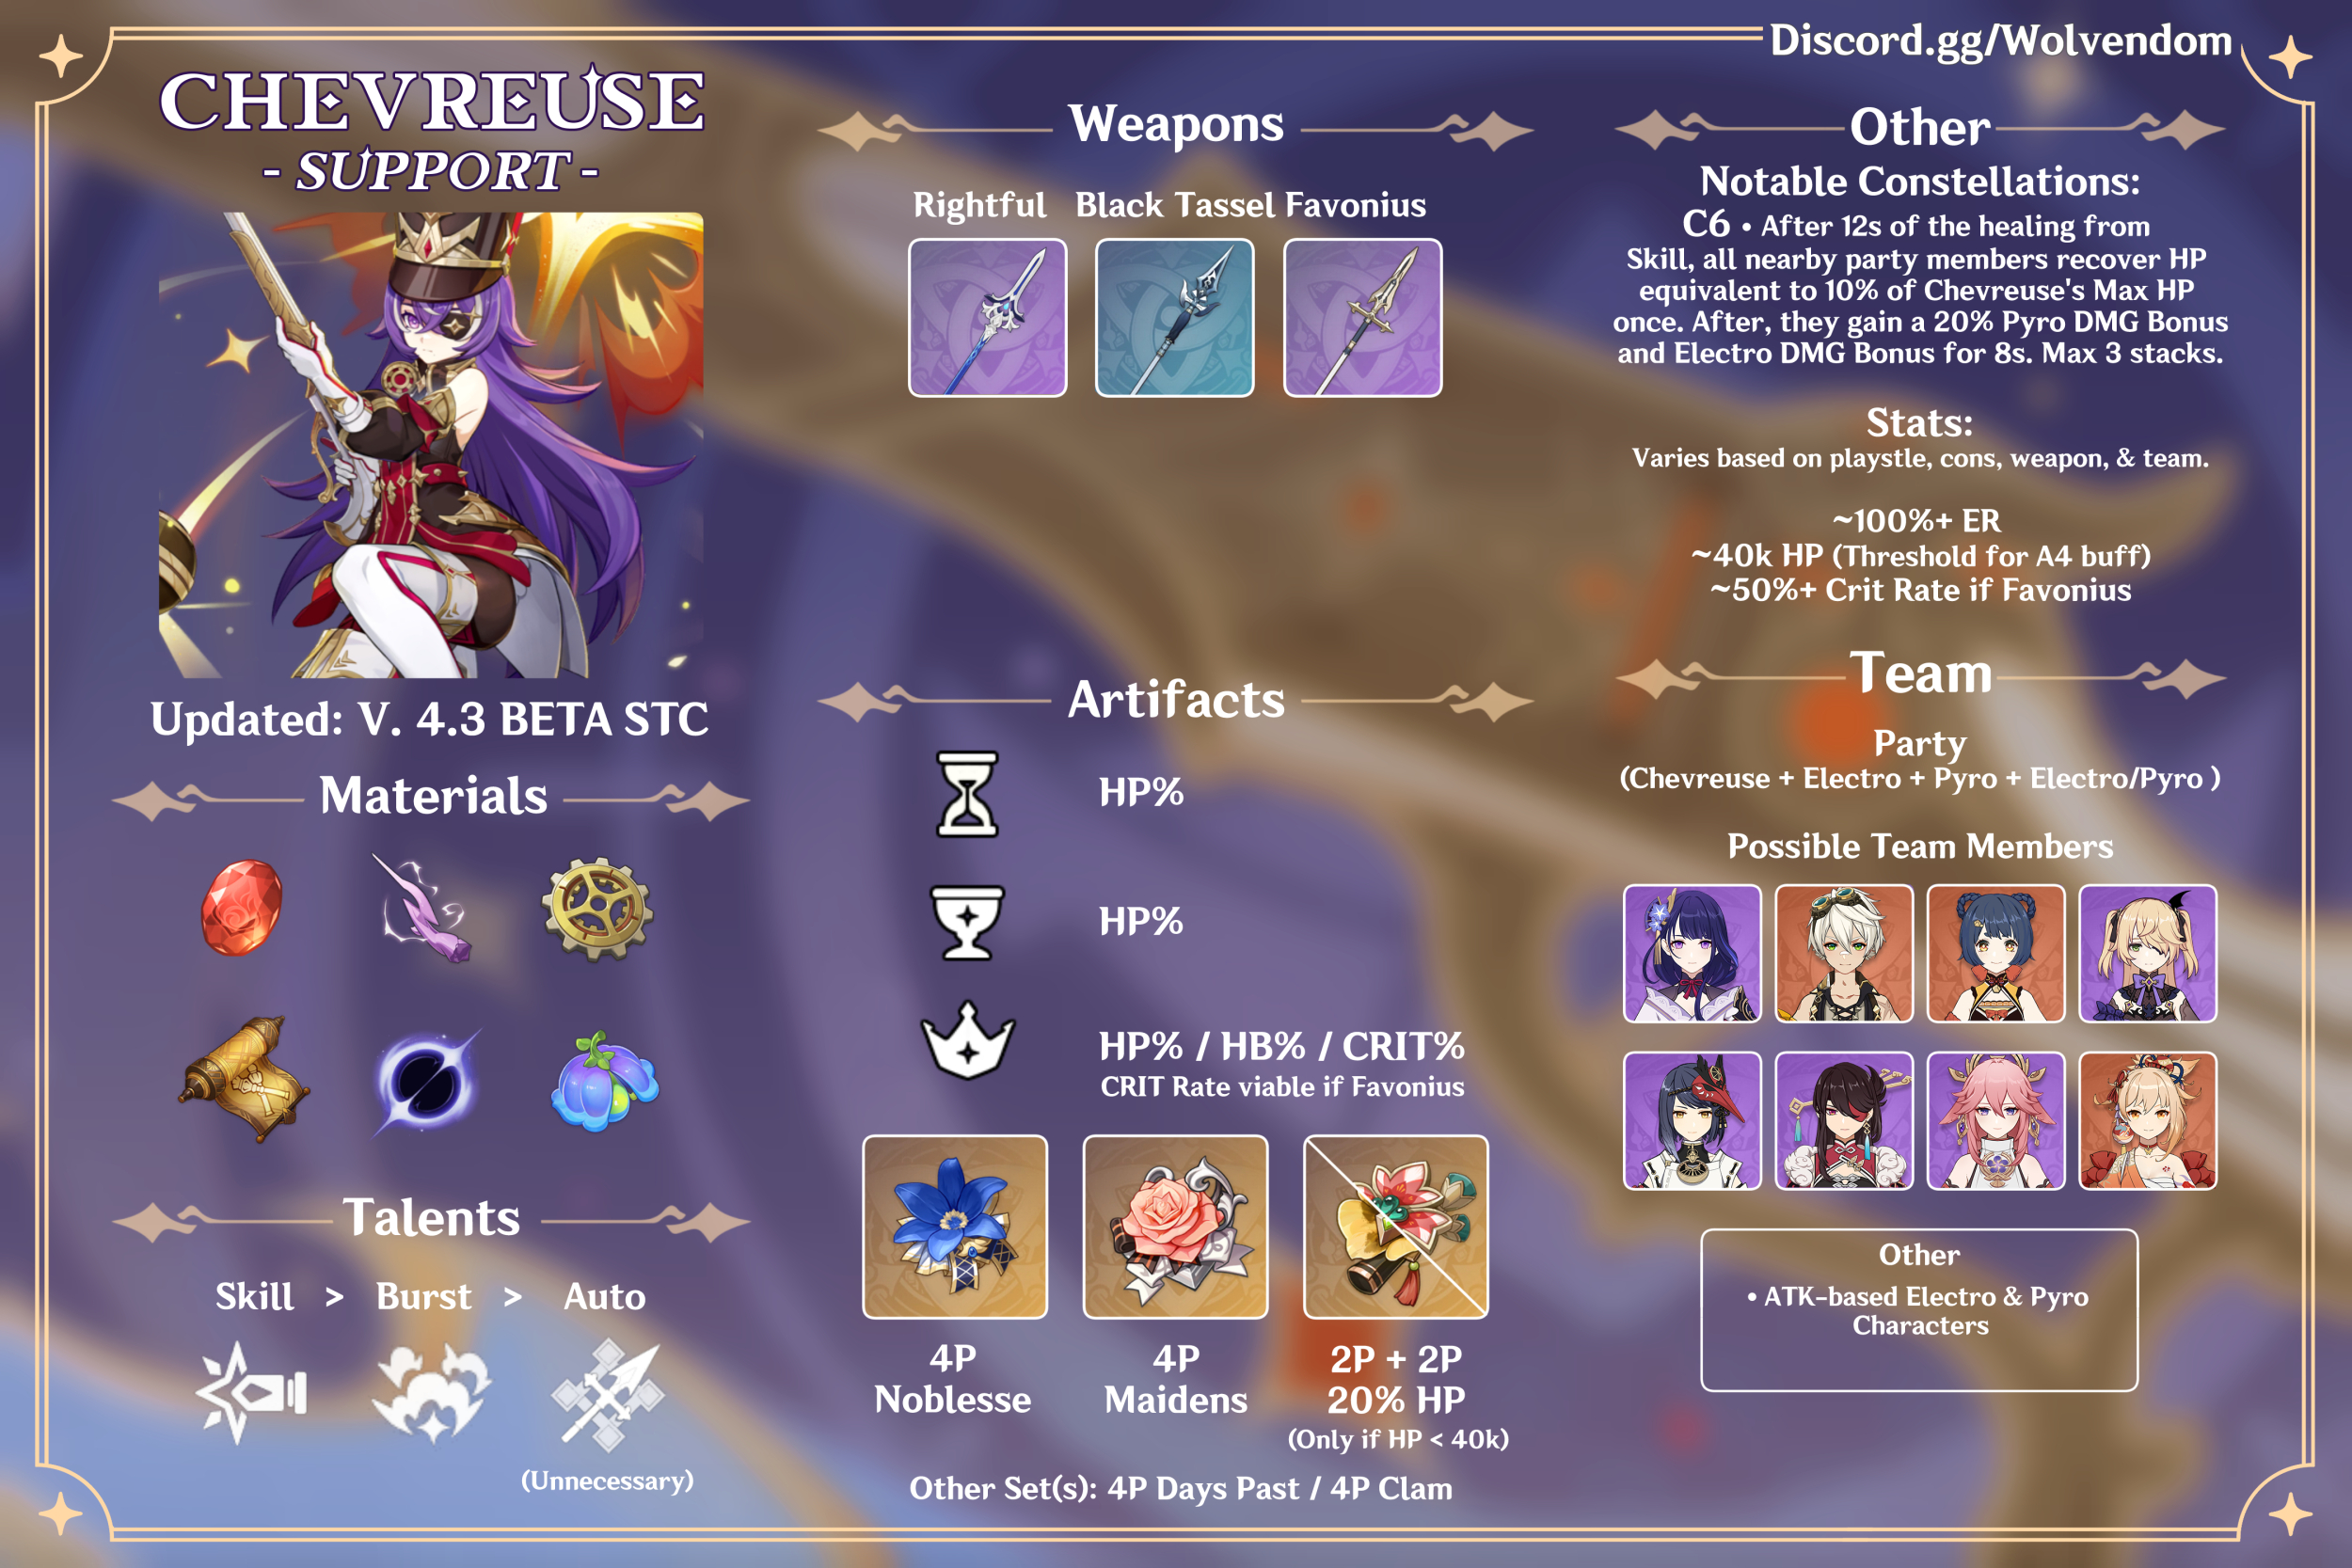 Discord.gg/Wolvendom
CHEVREUSE
- SUPPORT -
Updated: V. 4.3 BETA STC
Materials
Talents
Skill > Burst > Auto
(Unnecessary)
Weapons
Rightful Black Tassel Favonius
Artifacts
HP%
HP%
HP% / HB% / CRIT%
CRIT Rate viable if Favonius
4P
Noblesse
4P
Maidens
2P + 2P
20% HP
(Only if HP < 40k)
Other Set(s): 4P Days Past / 4P Clam
Other
Notable Constellations:
C6 • After 12s of the healing from
Skill, all nearby party members recover HP
equivalent to 10% of Chevreuse's Max HP
once. After, they gain a 20% Pyro DMG Bonus
and Electro DMG Bonus for 8s. Max 3 stacks.
Stats:
Varies based on playstle, cons, weapon, & team.
~100%+ ER
~40k HP (Threshold for A4 buff)
~50%+ Crit Rate if Favonius
Team
Party
(Chevreuse + Electro + Pyro + Electro/Pyro )
Possible Team Members
Other
• ATK-based Electro & Pyro
Characters